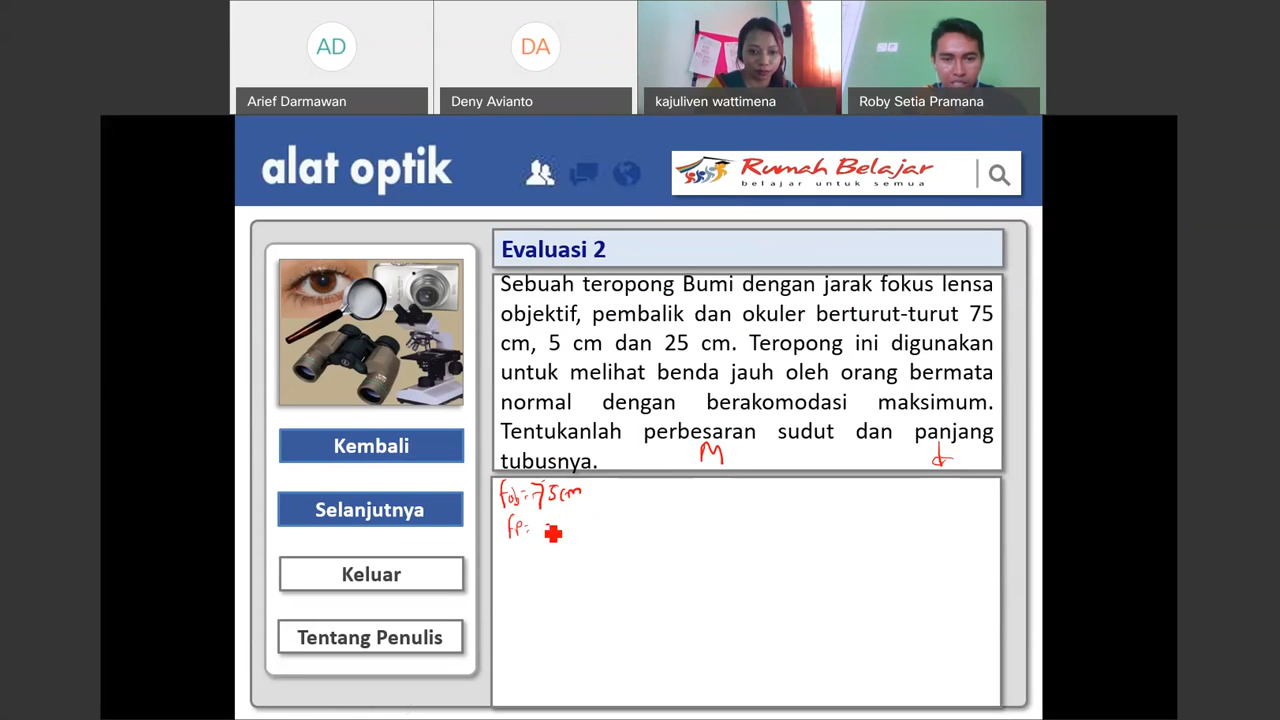 AD
DA
Arief Darmawan
Deny Avianto
kajuliven wattimena
Roby Setia Pramana
alat optik
Rumah Belajar
belajar untuk semua
Evaluasi 2
Sebuah teropong Bumi dengan jarak fokus lensa
objektif, pembalik dan okuler berturut-turut 75
cm, 5 cm dan 25 cm. Teropong ini digunakan
untuk melihat benda jauh oleh orang bermata
normal dengan berakomodasi maksimum.
Tentukanlah perbesaran sudut dan panjang
tubusnya.
M
fob = 75 cm
fp =
Kembali
Selanjutnya
Keluar
Tentang Penulis